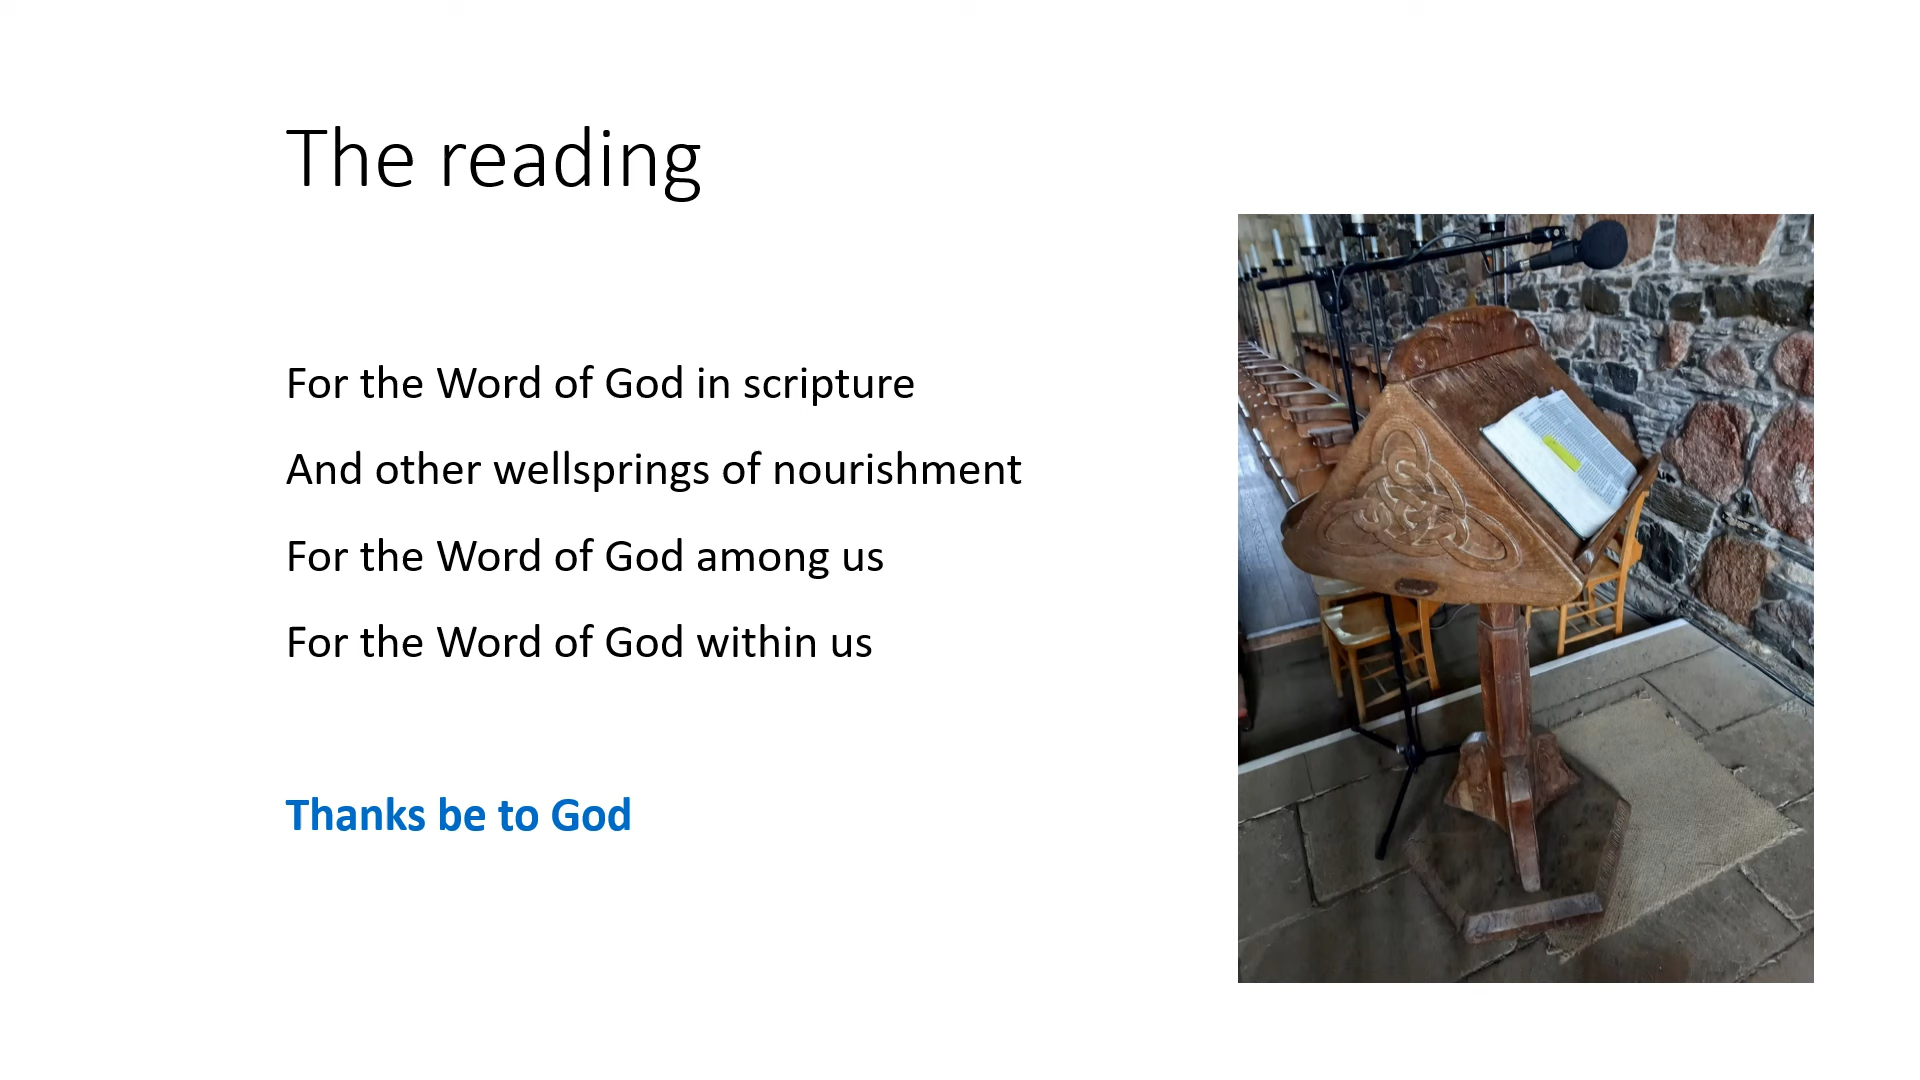 The reading
For the Word of God in scripture
And other wellsprings of nourishment
For the Word of God among us
For the Word of God within us
Thanks be to God